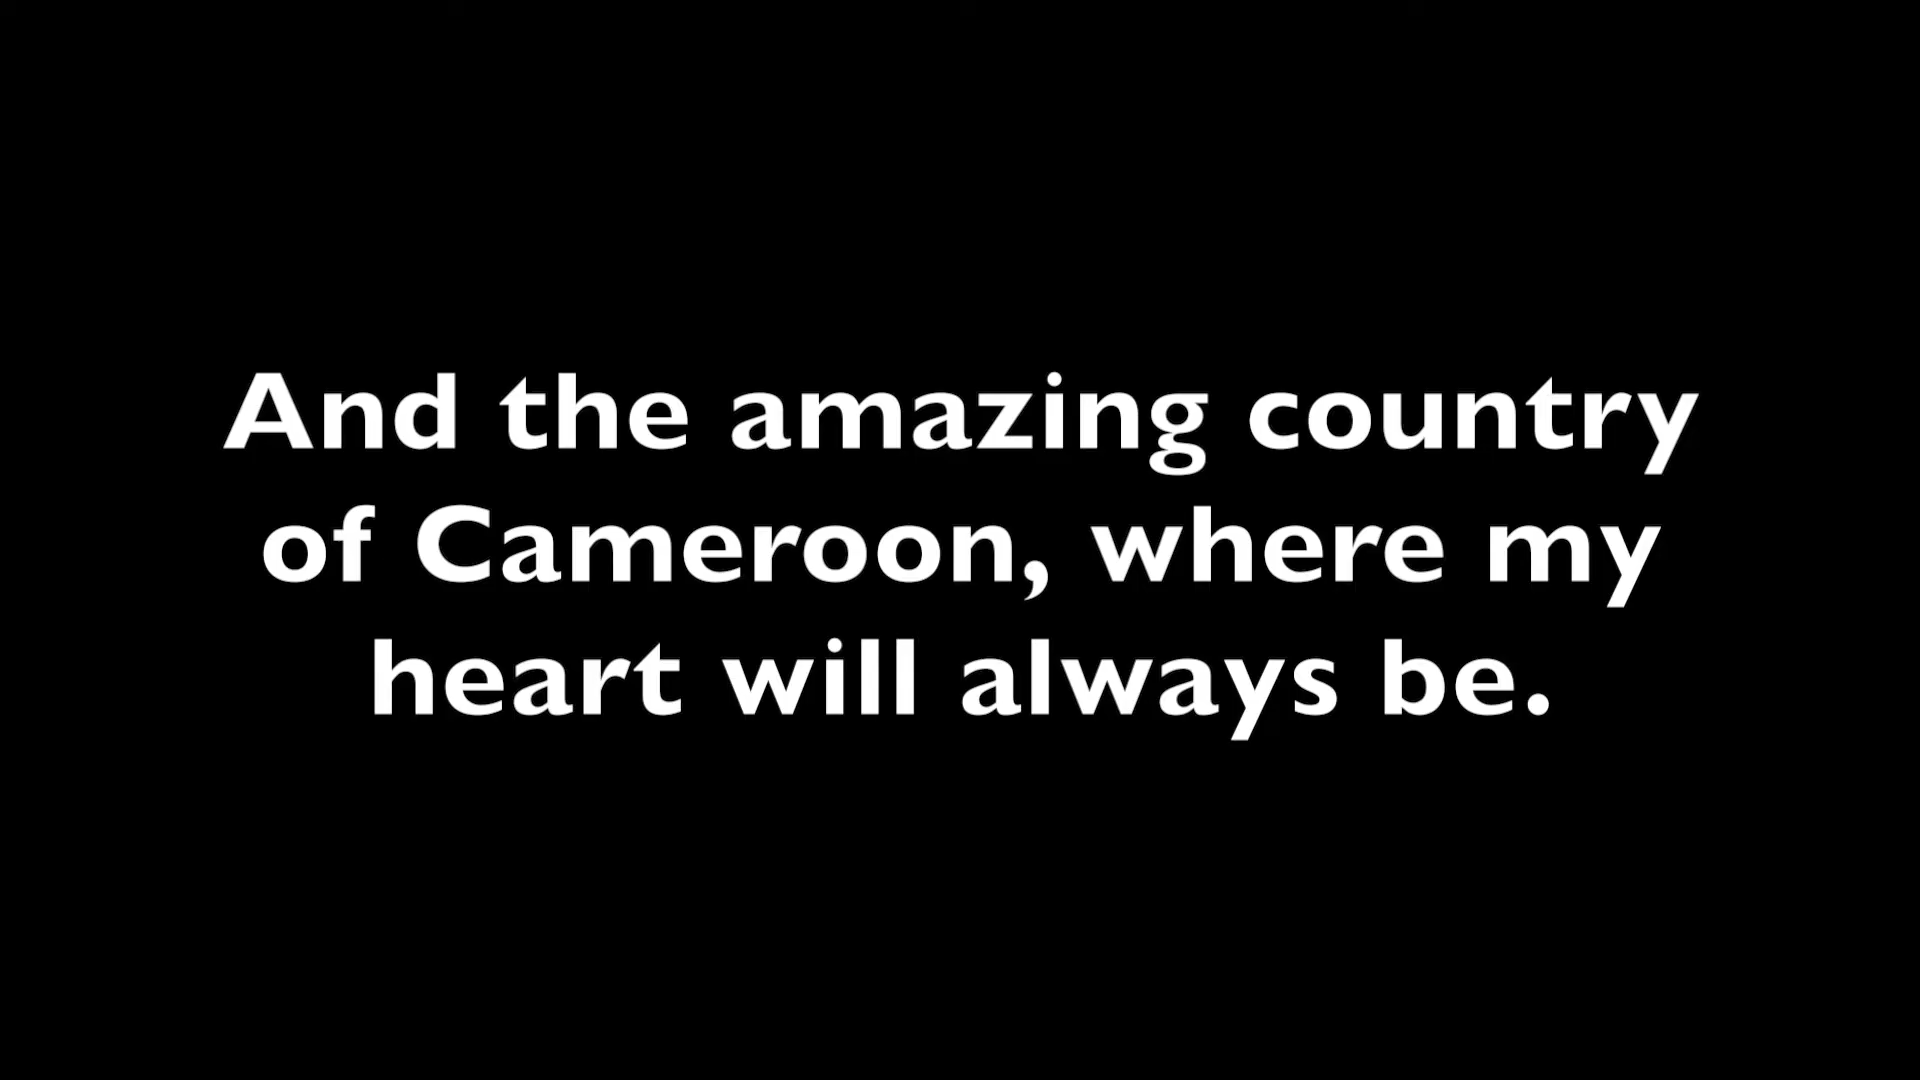 And the amazing country
of Cameroon, where my
heart will always be.